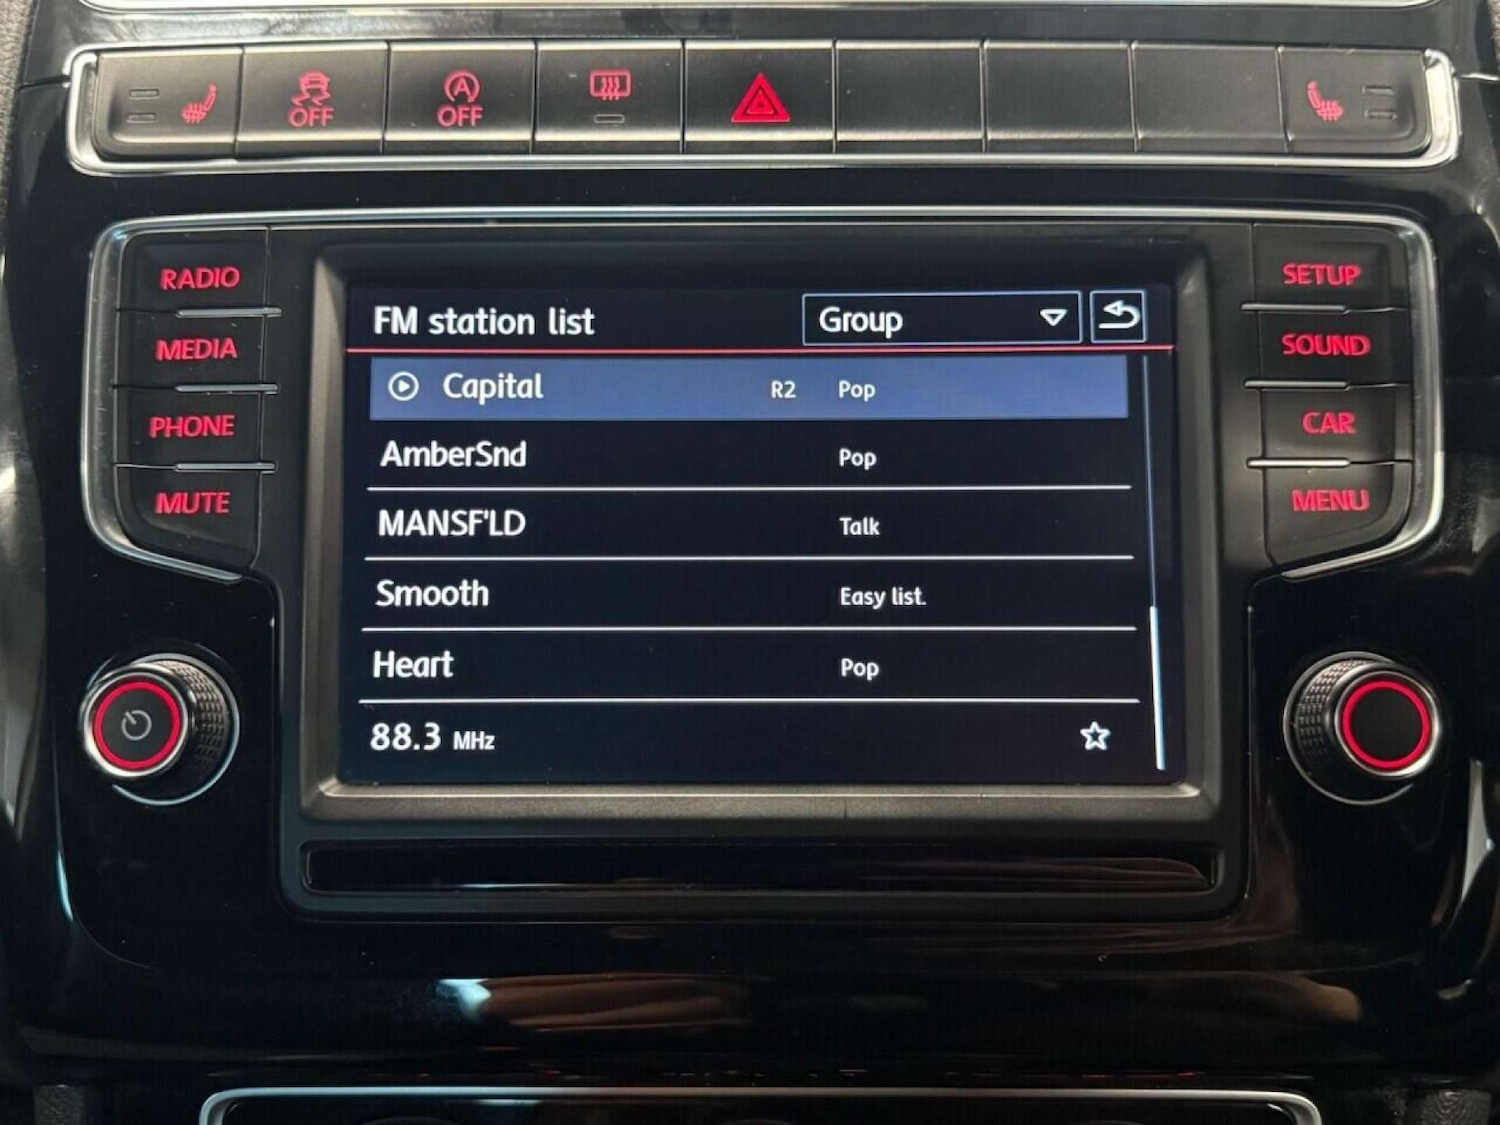 OFF
OFF
RADIO
MEDIA
PHONE
MUTE
FM station list
Group
Capital R2 Pop
AmberSnd Pop
MANSF'LD Talk
Smooth Easy list.
Heart Pop
88.3 MHz
SETUP
SOUND
CAR
MENU